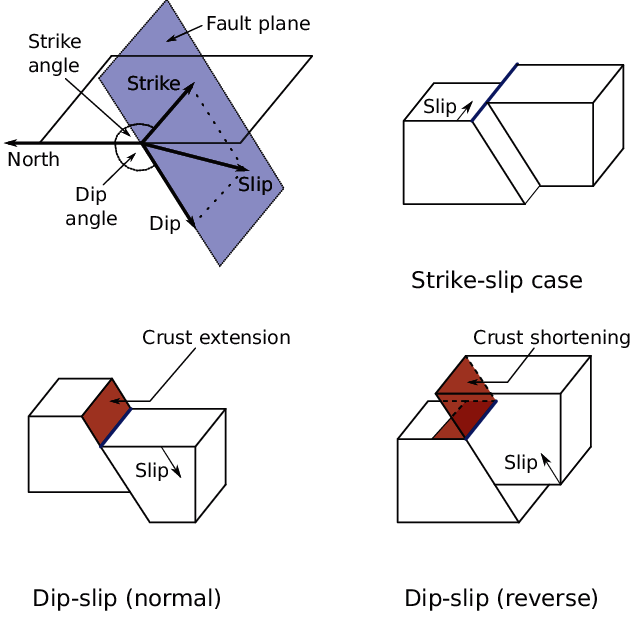 Fault plane
Strike
angle
Strike
North
Slip
Dip
angle
Dip
Slip
Strike-slip case
Crust extension
Slip
Dip-slip (normal)
Crust shortening
Slip
Dip-slip (reverse)